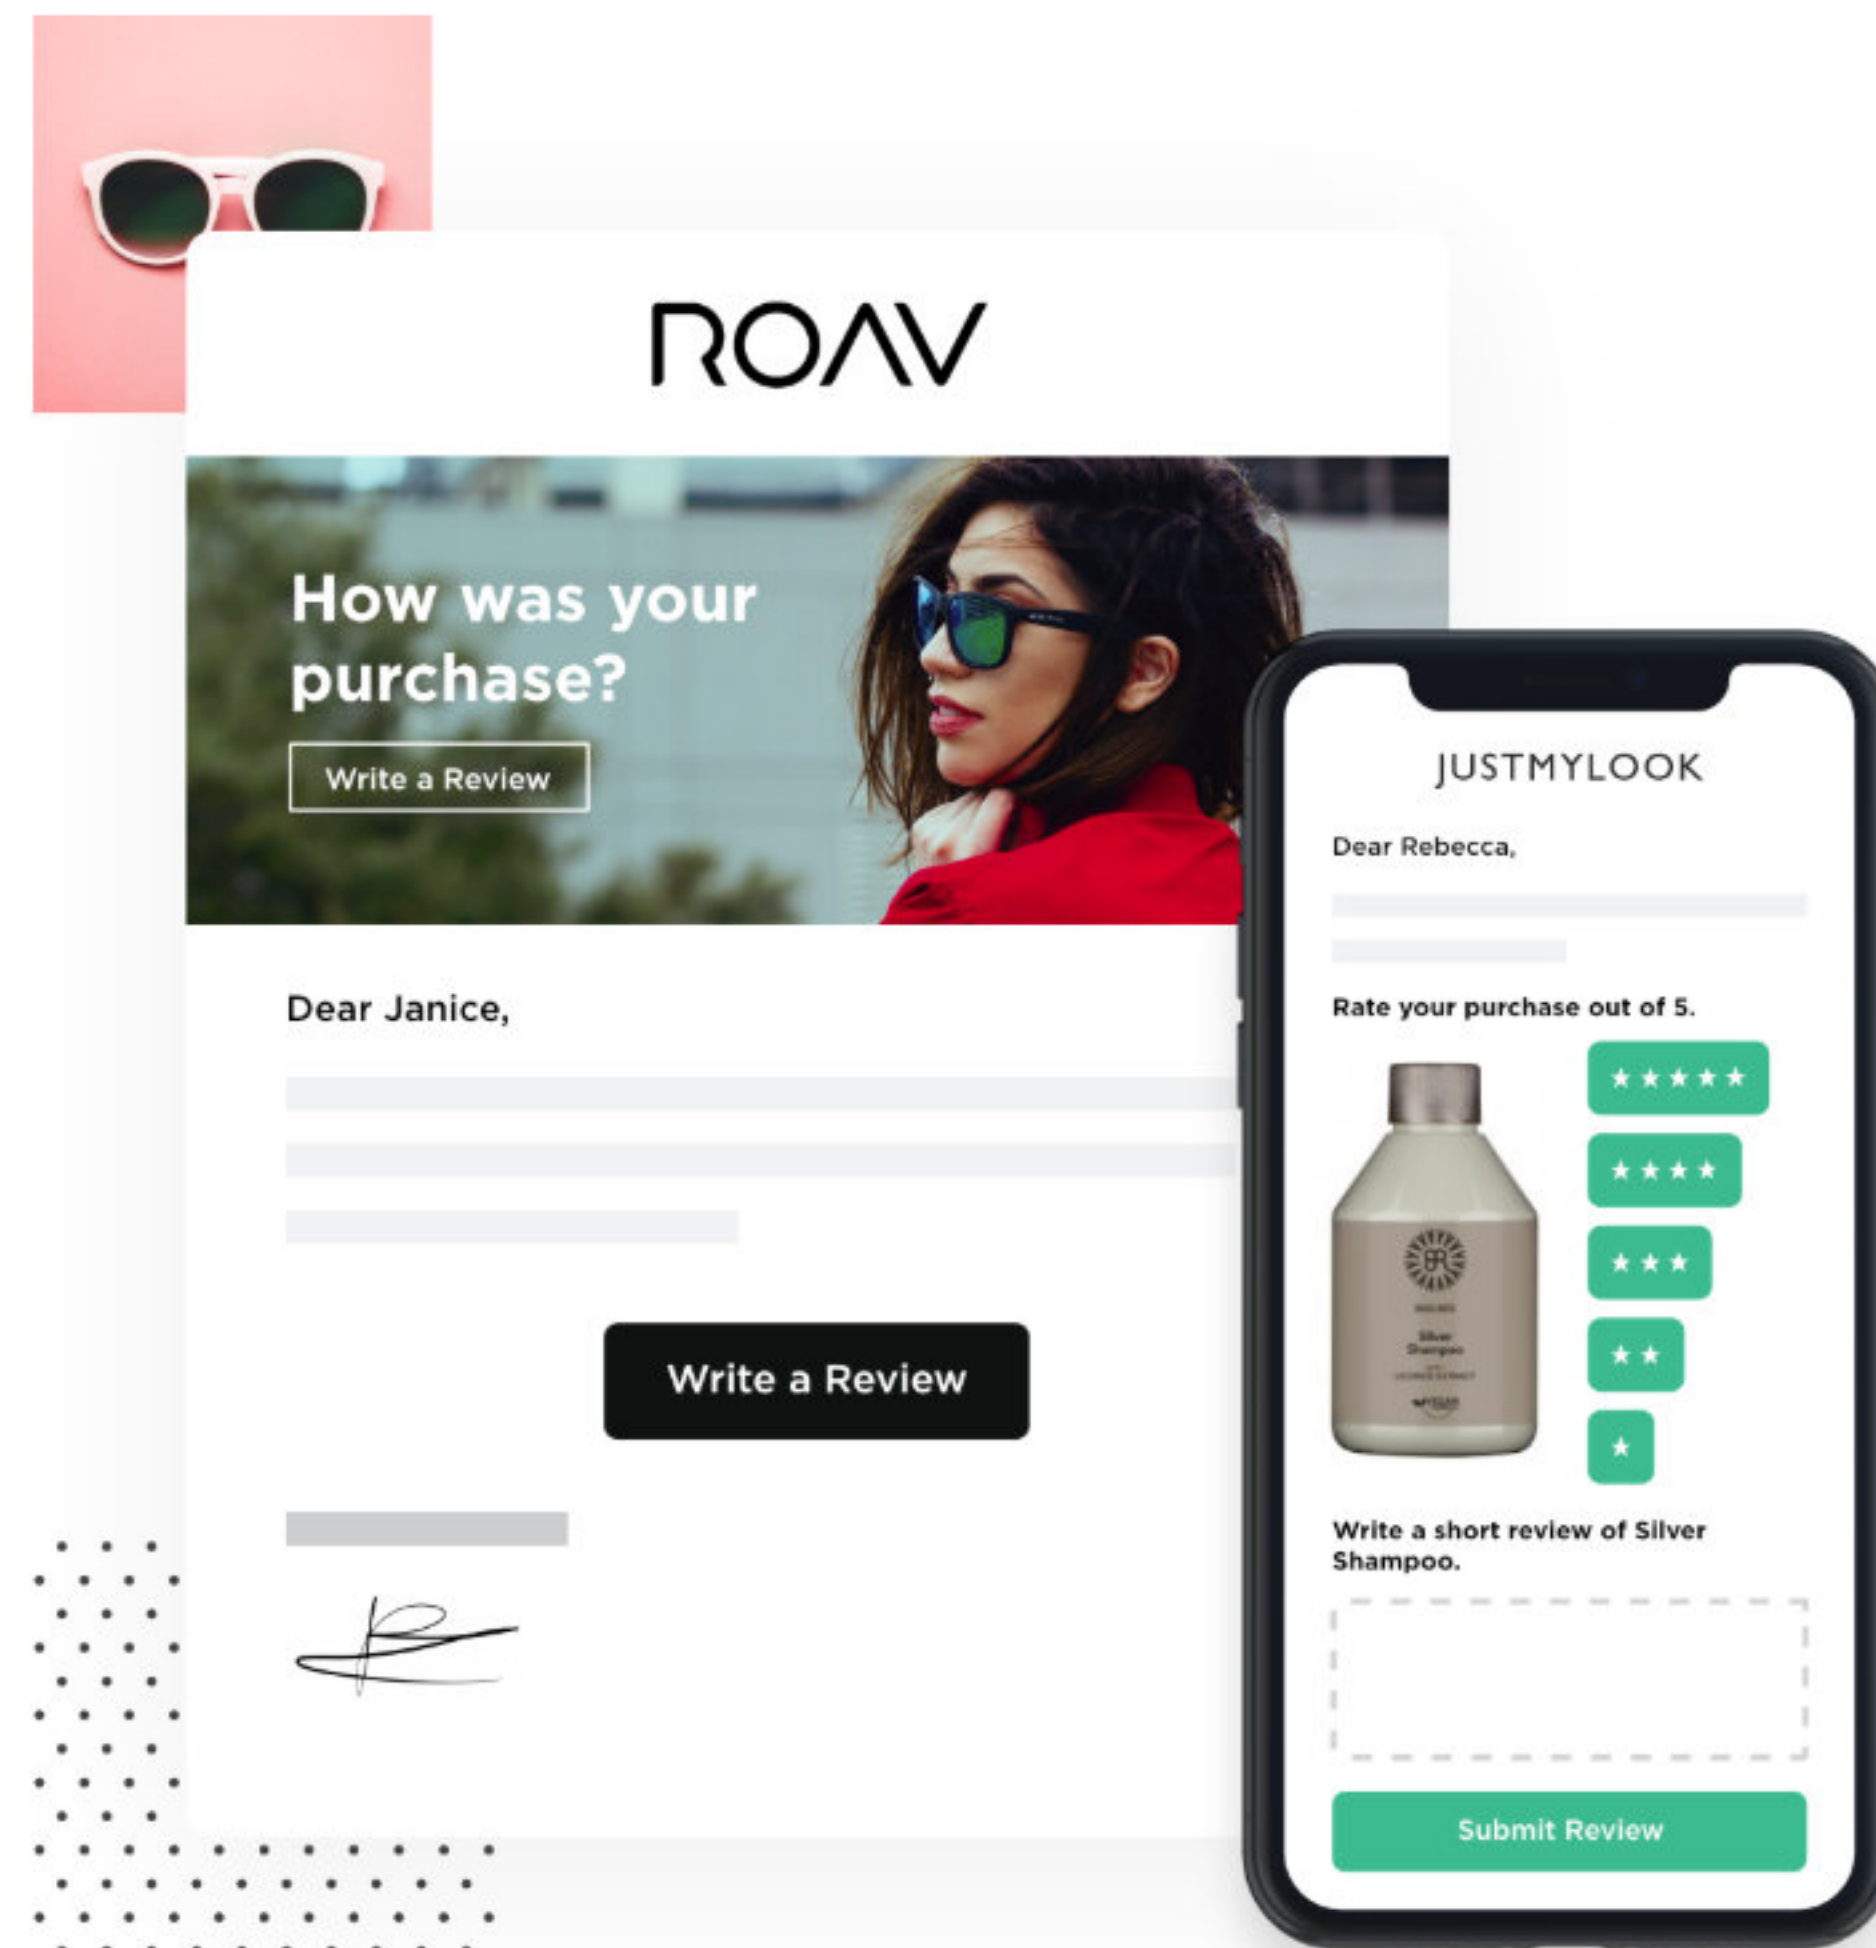 ROAV
How was your
purchase?
Write a Review
Dear Janice,
Write a Review
JUSTMYLOOK
Dear Rebecca,
Rate your purchase out of 5.
Silver
Shampoo
VEGAN
Write a short review of Silver
Shampoo.
Submit Review